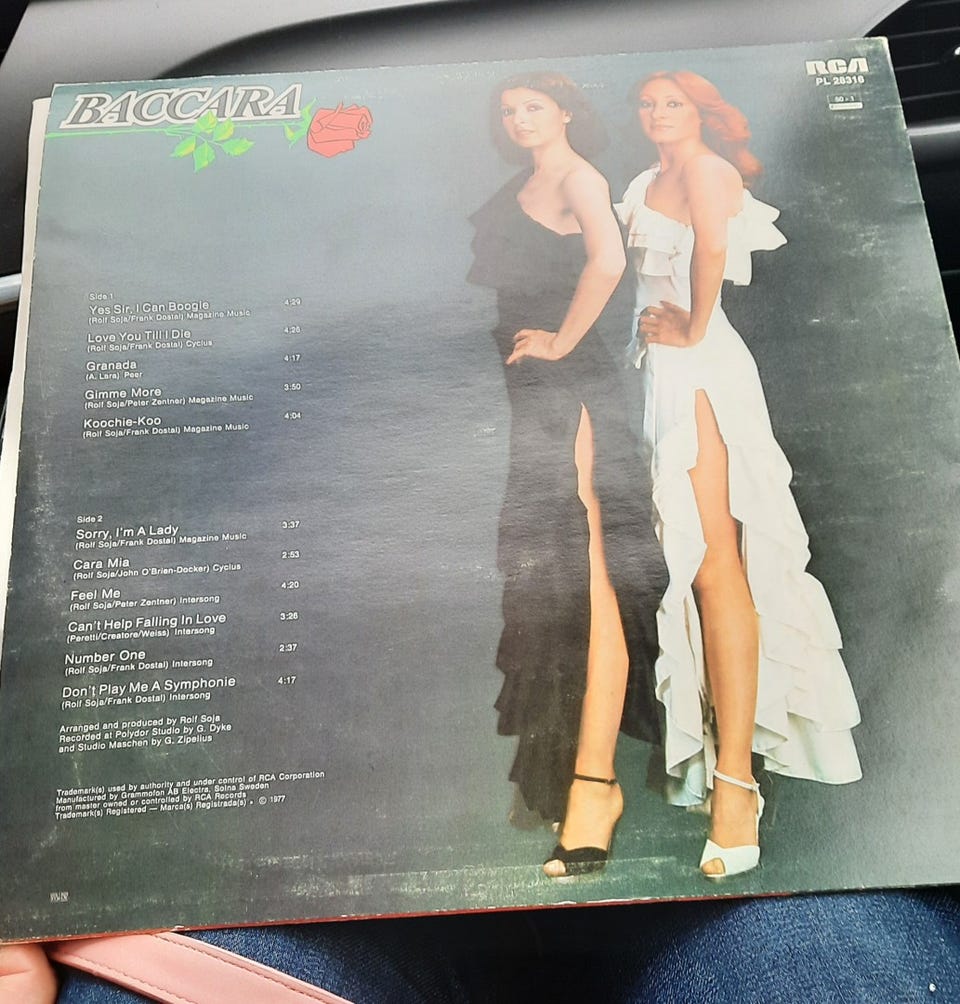 BACCARA
RCA
PL 28316
Side 1
Yes Sir, I Can Boogie 4:29
(Rolf Soja/Frank Dostal) Magazine Music
Love You Till I Die 4:26
(Rolf Soja/Frank Dostal) Cyclus
Granada 4:17
(A. Lara) Peer
Gimme More 3:50
(Rolf Soja/Peter Zentner) Magazine Music
Koochie-Koo 4:04
(Rolf Soja/Frank Dostal) Magazine Music
Side 2
Sorry, I'm A Lady 3:37
(Rolf Soja/Frank Dostal) Magazine Music
Cara Mia 2:53
(Rolf Soja/John O'Brien-Docker) Cyclus
Feel Me 4:20
(Rolf Soja/Peter Zentner) Intersong
Can't Help Falling In Love 3:26
(Peretti/Creatore/Weiss) Intersong
Number One 2:37
(Rolf Soja/Frank Dostal) Intersong
Don't Play Me A Symphonie 4:17
(Rolf Soja/Frank Dostal) Intersong
Arranged and produced by Rolf Soja
Recorded at Polydor Studio by G. Dyke
and Studio Maschen by G. Zipelius
Trademark(s) used by authority and under control of RCA Corporation
Manufactured by Grammofon AB Electra, Solna Sweden
from master owned or controlled by RCA Records
Trademark(s) Registered — Marca(s) Registrada(s) • © 1977